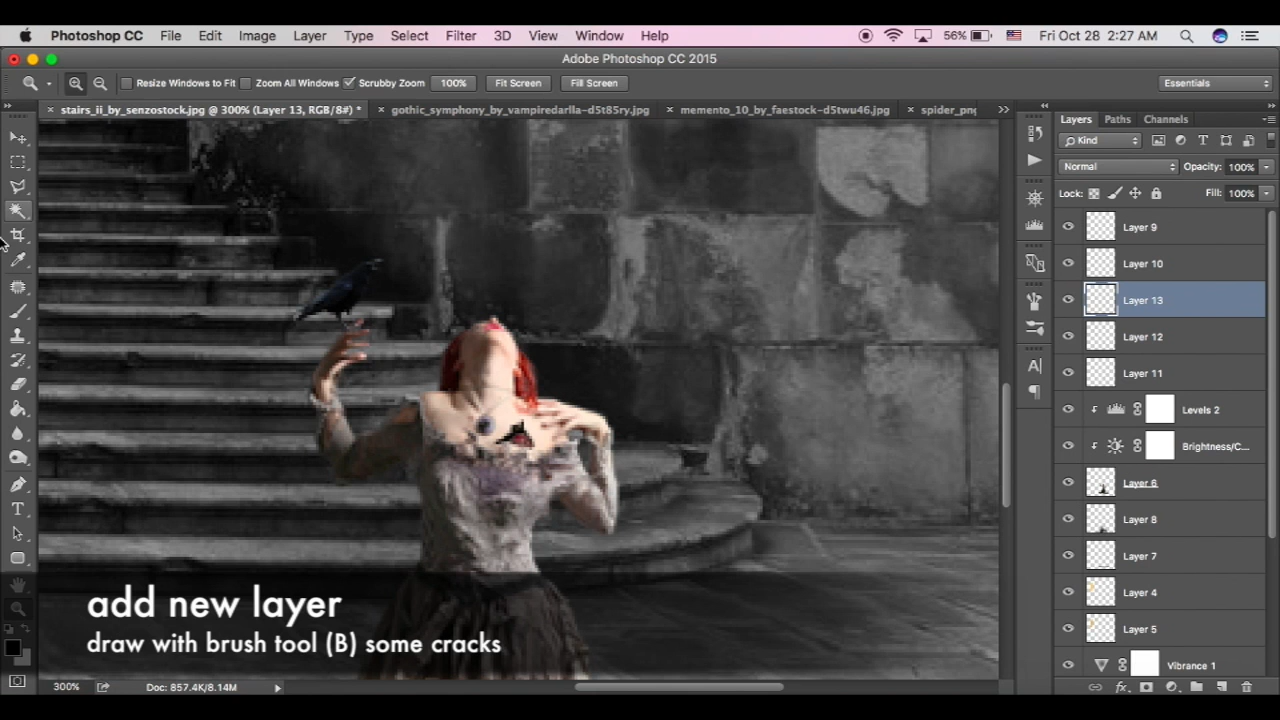 Photoshop CC File Edit Image Layer Type Select Filter 3D View Window Help 56% Fri Oct 28 2:27 AM
Adobe Photoshop CC 2015
Resize Windows to Fit Zoom All Windows Scrubby Zoom 100% Fit Screen Fill Screen Essentials
stairs_ii_by_senzostock.jpg @ 300% (Layer 13, RGB/8#) * gothic_symphony_by_vampiredarlla-d5t85ry.jpg memento_10_by_faestock-d5twu46.jpg spider_png
Layers Paths Channels
Kind
Normal Opacity: 100%
Lock: Fill: 100%
Layer 9
Layer 10
Layer 13
Layer 12
Layer 11
Levels 2
Brightness/C...
Layer 6
Layer 8
Layer 7
Layer 4
Layer 5
Vibrance 1
add new layer
draw with brush tool (B) some cracks
300% Doc: 857.4K/8.14M